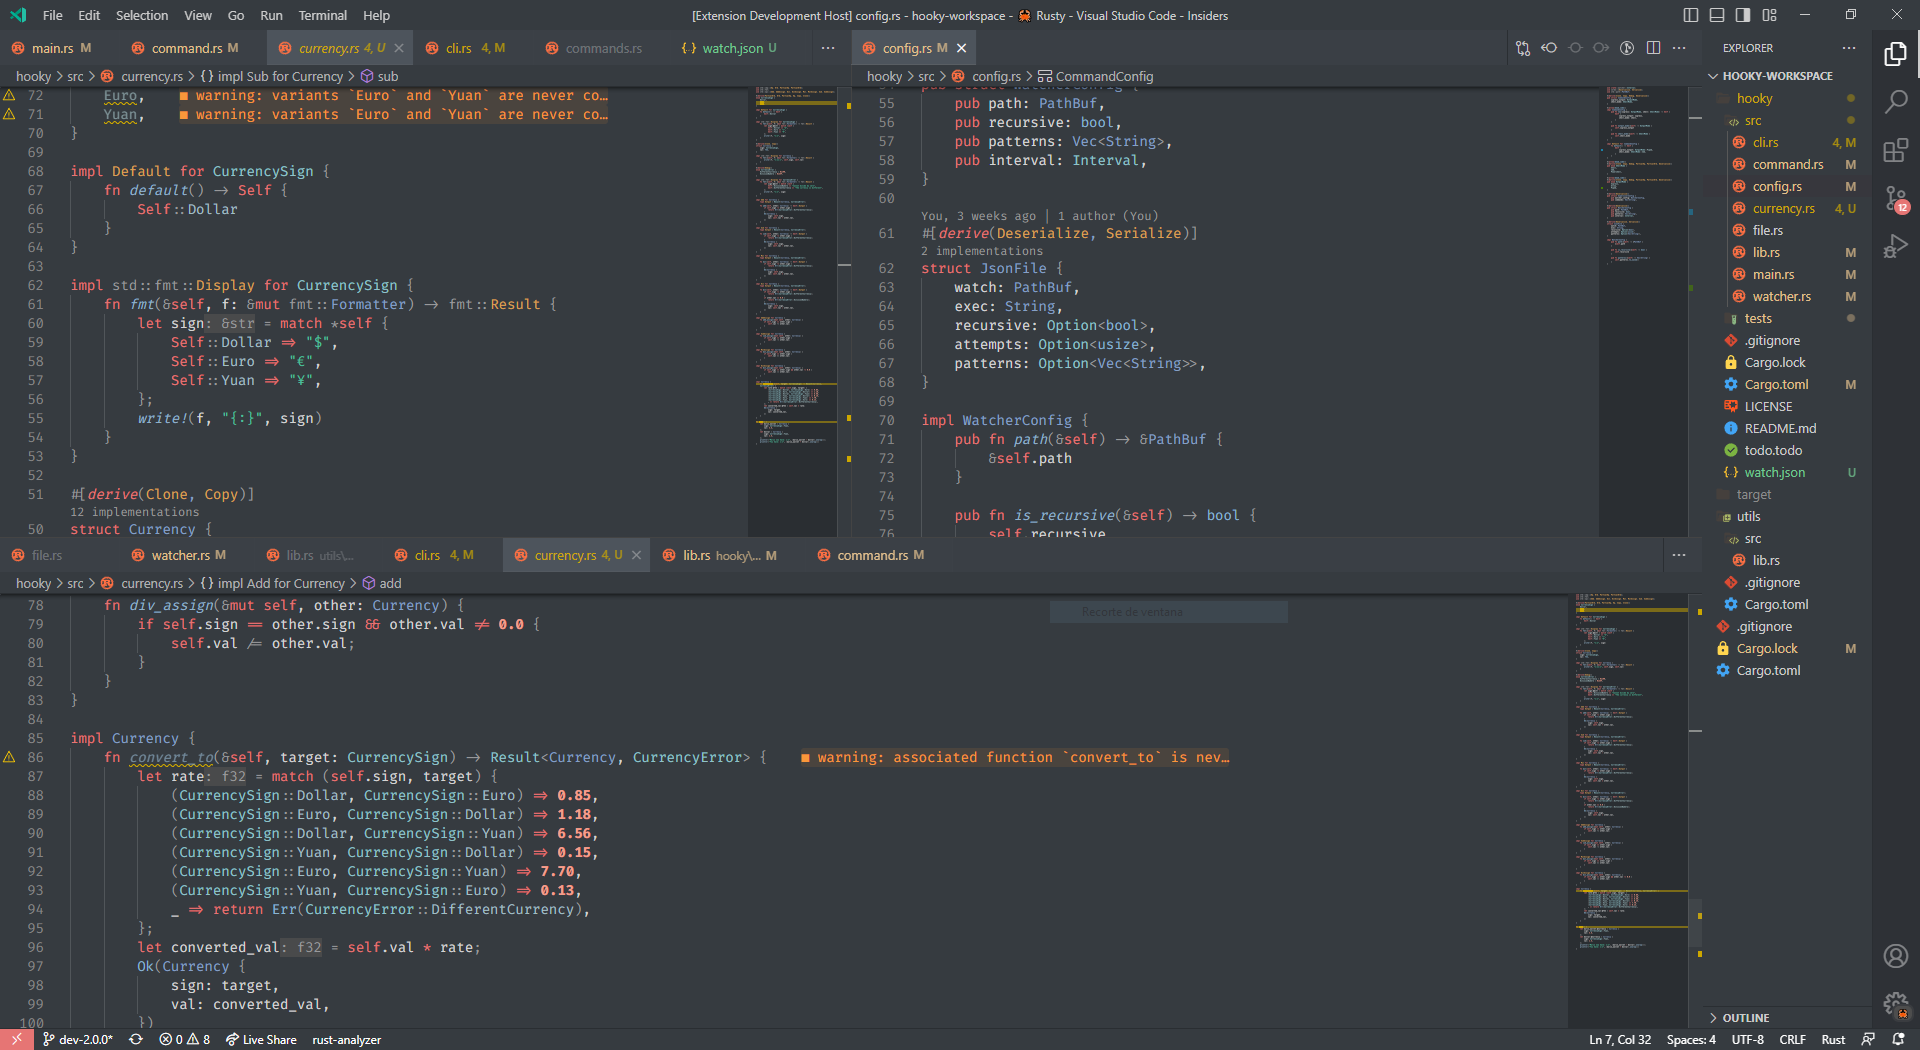 File Edit Selection View Go Run Terminal Help
[Extension Development Host] config.rs - hooky-workspace - Rusty - Visual Studio Code - Insiders
main.rs M command.rs M currency.rs 4, U cli.rs 4, M commands.rs watch.json U
hooky > src > currency.rs > {} impl Sub for Currency > sub
72 Euro, ■ warning: variants `Euro` and `Yuan` are never co…
71 Yuan, ■ warning: variants `Euro` and `Yuan` are never co…
70 }
69
68 impl Default for CurrencySign {
67 fn default() -> Self {
66 Self::Dollar
65 }
64 }
63
62 impl std::fmt::Display for CurrencySign {
61 fn fmt(&self, f: &mut fmt::Formatter) -> fmt::Result {
60 let sign: &str = match *self {
59 Self::Dollar => "$",
58 Self::Euro => "€",
57 Self::Yuan => "¥",
56 };
55 write!(f, "{:}", sign)
54 }
53 }
52
51 #[derive(Clone, Copy)]
12 implementations
50 struct Currency {
config.rs M
hooky > src > config.rs > CommandConfig
54 pub struct WatcherConfig {
55 pub path: PathBuf,
56 pub recursive: bool,
57 pub patterns: Vec<String>,
58 pub interval: Interval,
59 }
60
You, 3 weeks ago | 1 author (You)
61 #[derive(Deserialize, Serialize)]
2 implementations
62 struct JsonFile {
63 watch: PathBuf,
64 exec: String,
65 recursive: Option<bool>,
66 attempts: Option<usize>,
67 patterns: Option<Vec<String>>,
68 }
69
70 impl WatcherConfig {
71 pub fn path(&self) -> &PathBuf {
72 &self.path
73 }
74
75 pub fn is_recursive(&self) -> bool {
76 self.recursive
file.rs watcher.rs M lib.rs utils\... cli.rs 4, M currency.rs 4, U lib.rs hooky\... M command.rs M
hooky > src > currency.rs > {} impl Add for Currency > add
78 fn div_assign(&mut self, other: Currency) {
79 if self.sign == other.sign && other.val != 0.0 {
80 self.val /= other.val;
81 }
82 }
83 }
84
85 impl Currency {
86 fn convert_to(&self, target: CurrencySign) -> Result<Currency, CurrencyError> { ■ warning: associated function `convert_to` is nev…
87 let rate: f32 = match (self.sign, target) {
88 (CurrencySign::Dollar, CurrencySign::Euro) => 0.85,
89 (CurrencySign::Euro, CurrencySign::Dollar) => 1.18,
90 (CurrencySign::Dollar, CurrencySign::Yuan) => 6.56,
91 (CurrencySign::Yuan, CurrencySign::Dollar) => 0.15,
92 (CurrencySign::Euro, CurrencySign::Yuan) => 7.70,
93 (CurrencySign::Yuan, CurrencySign::Euro) => 0.13,
94 _ => return Err(CurrencyError::DifferentCurrency),
95 };
96 let converted_val: f32 = self.val * rate;
97 Ok(Currency {
98 sign: target,
99 val: converted_val,
100 })
Recorte de ventana
EXPLORER
HOOKY-WORKSPACE
hooky
src
cli.rs 4, M
command.rs M
config.rs M
currency.rs 4, U
file.rs
lib.rs M
main.rs M
watcher.rs M
tests
.gitignore
Cargo.lock
Cargo.toml M
LICENSE
README.md
todo.todo
watch.json U
target
utils
src
lib.rs
.gitignore
Cargo.toml
.gitignore
Cargo.lock M
Cargo.toml
OUTLINE
12
dev-2.0.0* 0 8 Live Share rust-analyzer
Ln 7, Col 32 Spaces: 4 UTF-8 CRLF Rust